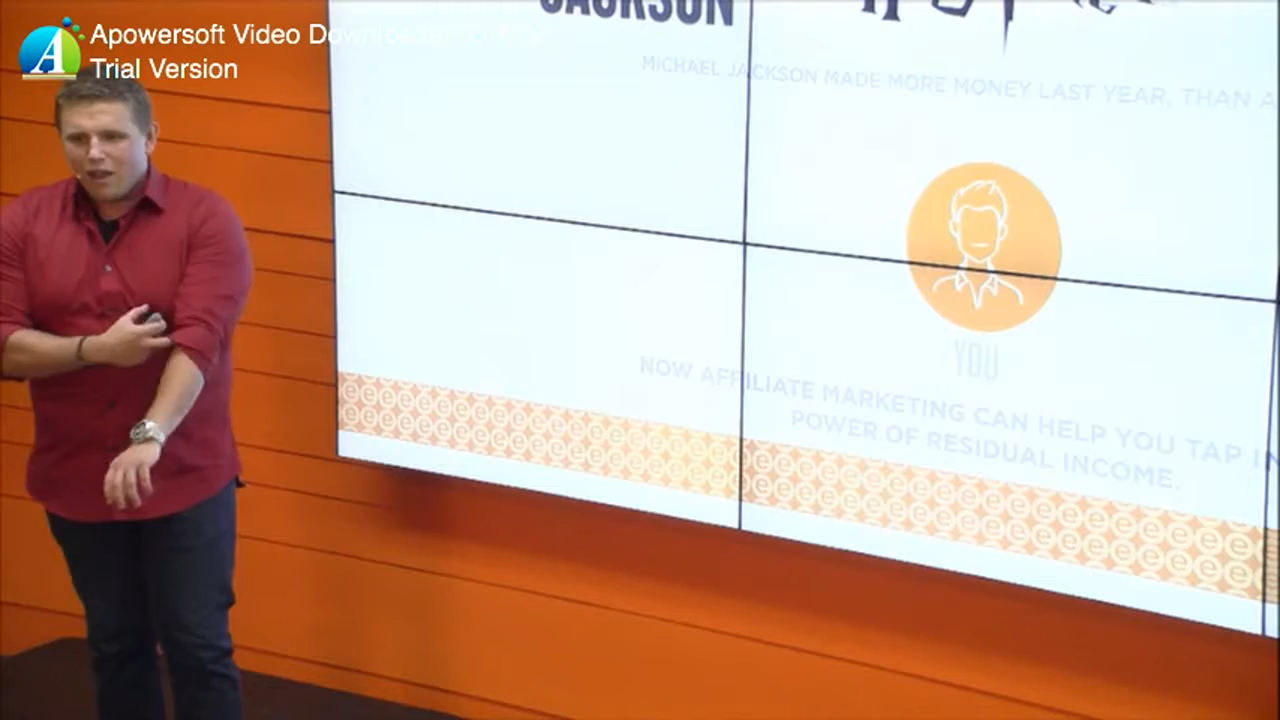 Apowersoft Video Downloader
Trial Version
JACKSON
MICHAEL JACKSON MADE MORE MONEY LAST YEAR, THAN A
YOU
NOW AFFILIATE MARKETING CAN HELP YOU TAP IN
POWER OF RESIDUAL INCOME.